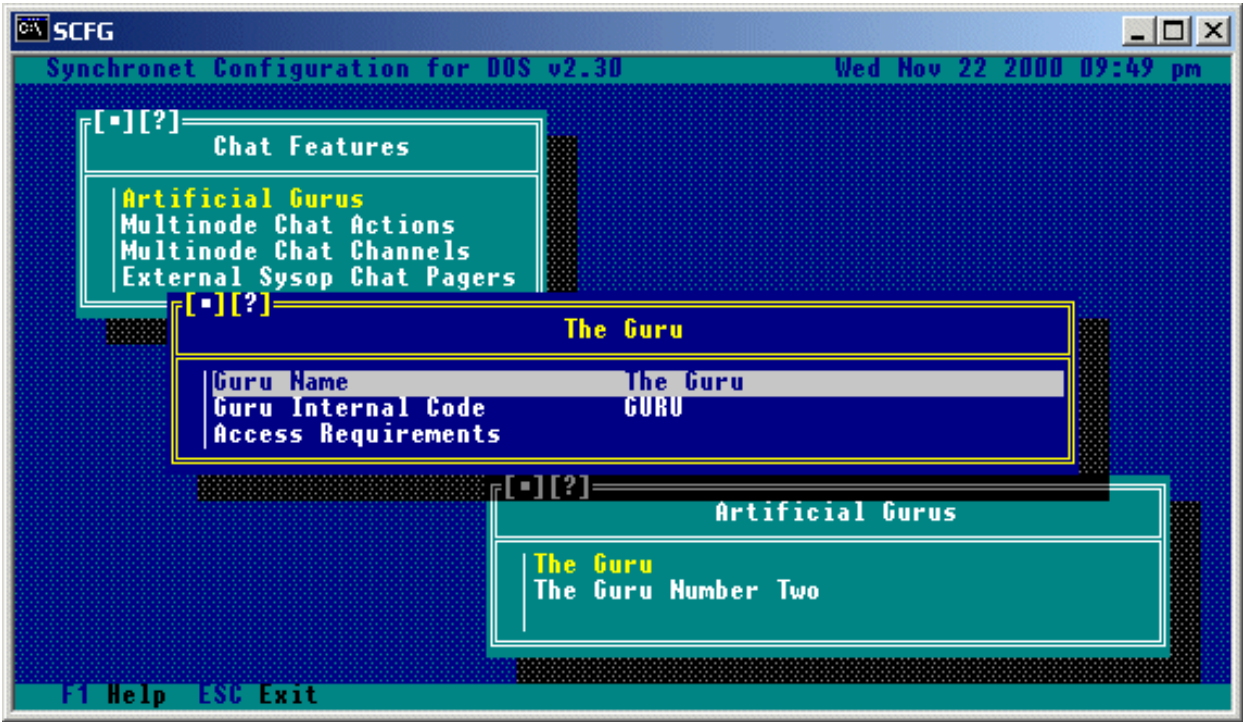 SCFG
Synchronet Configuration for DOS v2.30 Wed Nov 22 2000 09:49 pm
[▪][?]
Chat Features
Artificial Gurus
Multinode Chat Actions
Multinode Chat Channels
External Sysop Chat Pagers
[▪][?]
The Guru
Guru Name The Guru
Guru Internal Code GURU
Access Requirements
[▪][?]
Artificial Gurus
The Guru
The Guru Number Two
F1 Help ESC Exit